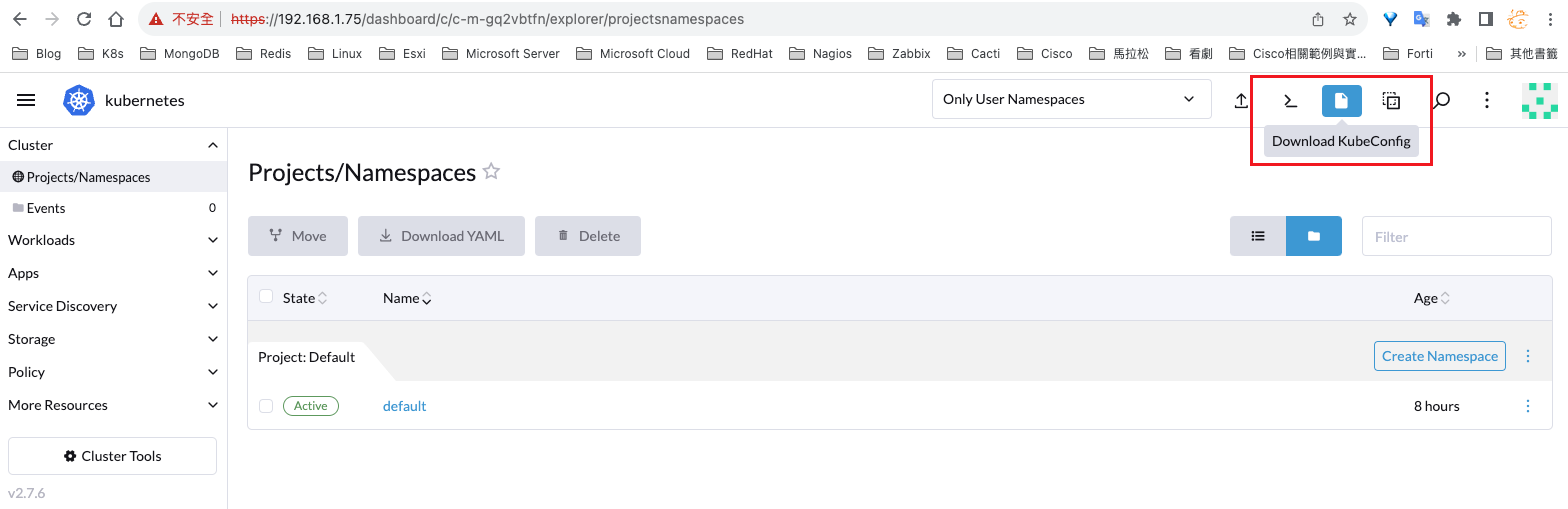 不安全 https://192.168.1.75/dashboard/c/c-m-gq2vbtfn/explorer/projectsnamespaces
Blog K8s MongoDB Redis Linux Esxi Microsoft Server Microsoft Cloud RedHat Nagios Zabbix Cacti Cisco 馬拉松 看劇 Cisco相關範例與實... Forti » 其他書籤
kubernetes Only User Namespaces
Download KubeConfig
Cluster
Projects/Namespaces
Events 0
Workloads
Apps
Service Discovery
Storage
Policy
More Resources
Cluster Tools
v2.7.6
Projects/Namespaces
Move Download YAML Delete Filter
State Name Age
Project: Default Create Namespace
Active default 8 hours